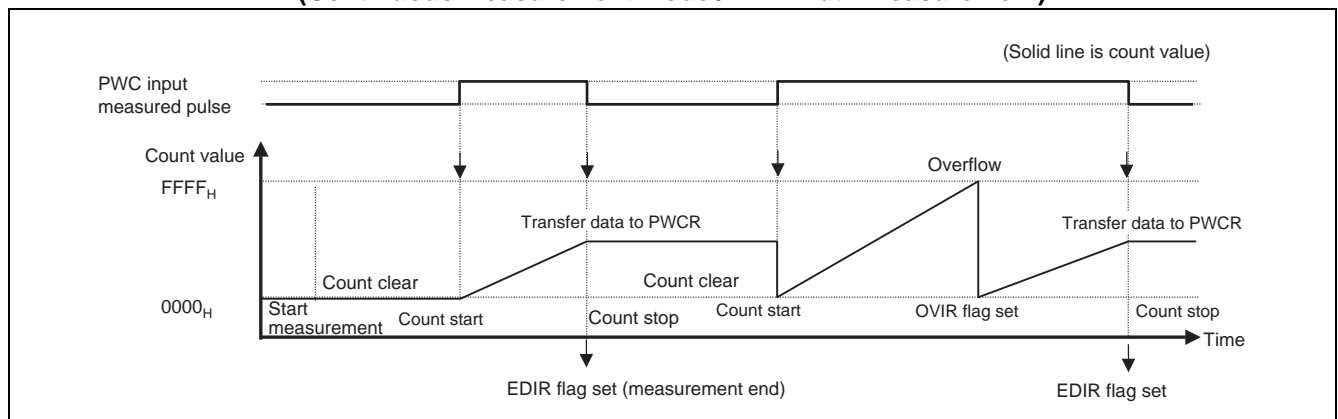 (Solid line is count value)
PWC input
measured pulse
Count value
FFFFH
Overflow
Transfer data to PWCR
Transfer data to PWCR
Count clear
Count clear
0000H
Start
measurement
Count start
Count stop
Count start
OVIR flag set
Count stop
Time
EDIR flag set (measurement end)
EDIR flag set